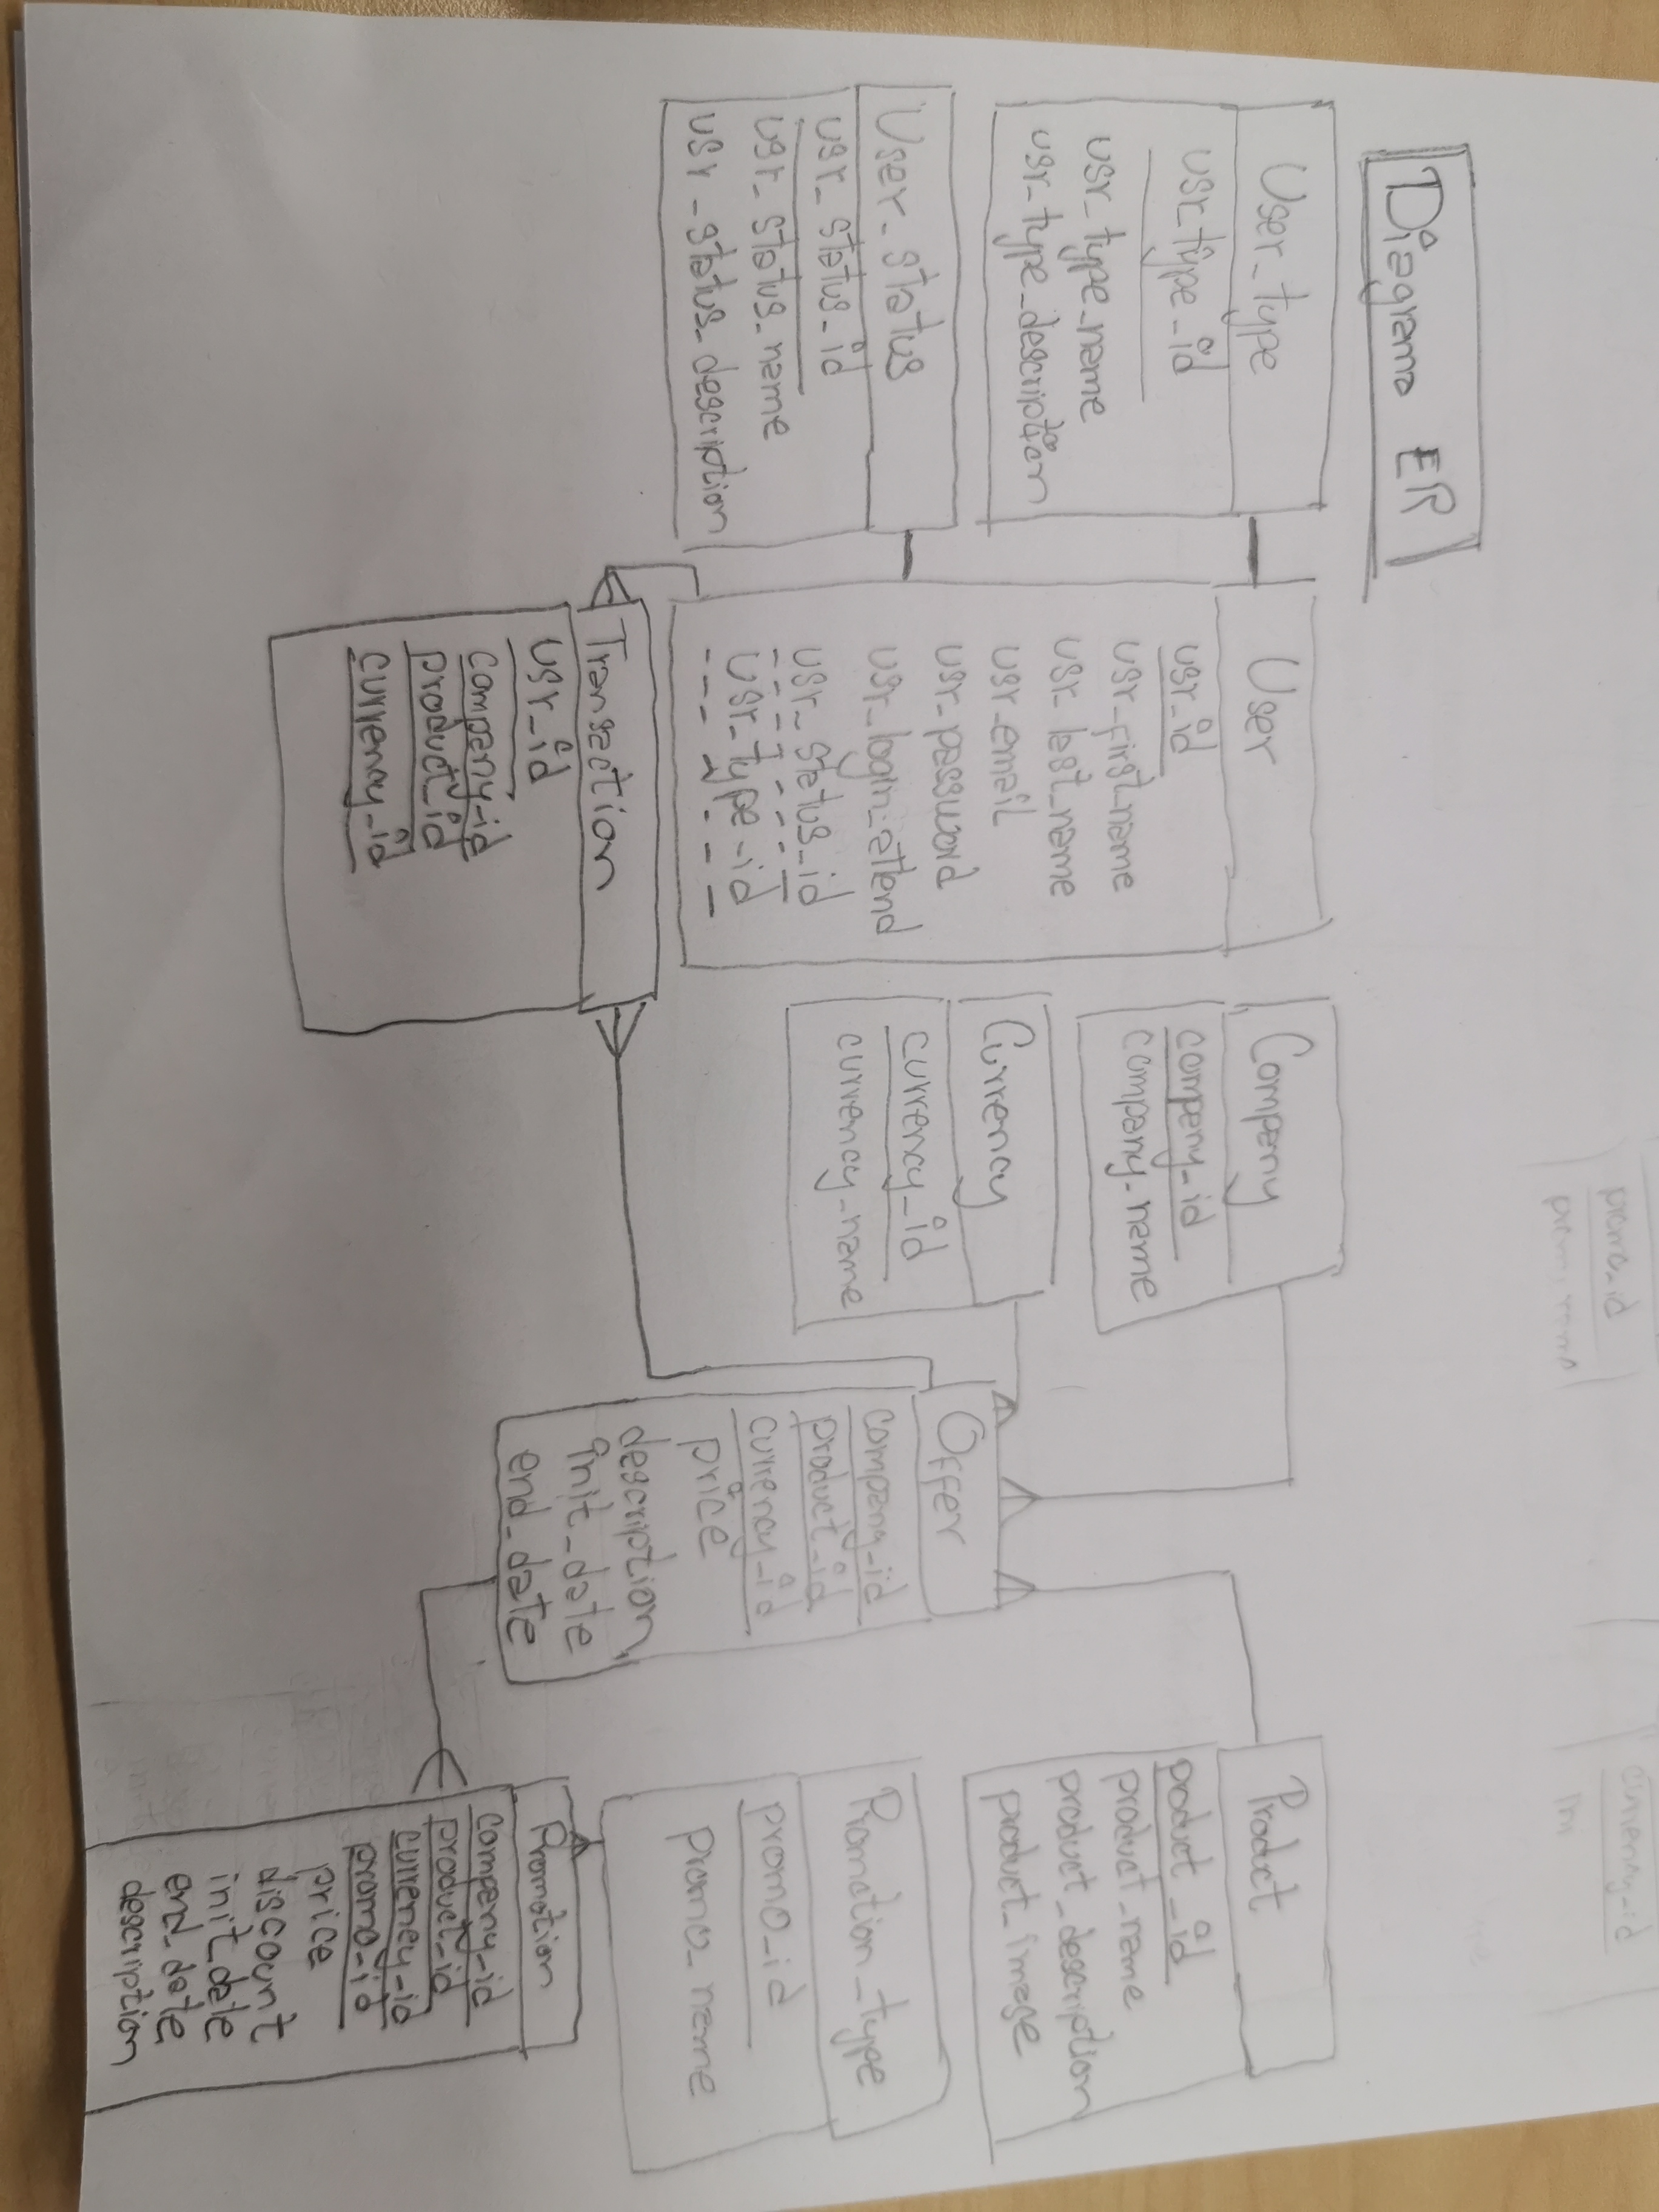 Diagrama ER
User_type
usr_type_id
usr_type_name
usr_type_description
User_status
usr_status_id
usr_status_name
usr_status_description
User
usr_id
usr_first_name
usr_last_name
usr_email
usr_password
usr_login_attend
usr_status_id
usr_type_id
Transaction
usr_id
company_id
product_id
currency_id
Company
company_id
company_name
Currency
currency_id
currency_name
Offer
company_id
product_id
currency_id
price
description
init_date
end_date
Product
product_id
product_name
product_description
product_image
Promotion_type
promo_id
promo_name
Promotion
company_id
product_id
currency_id
promo_id
price
discount
init_date
end_date
description
promo_id
currency_id